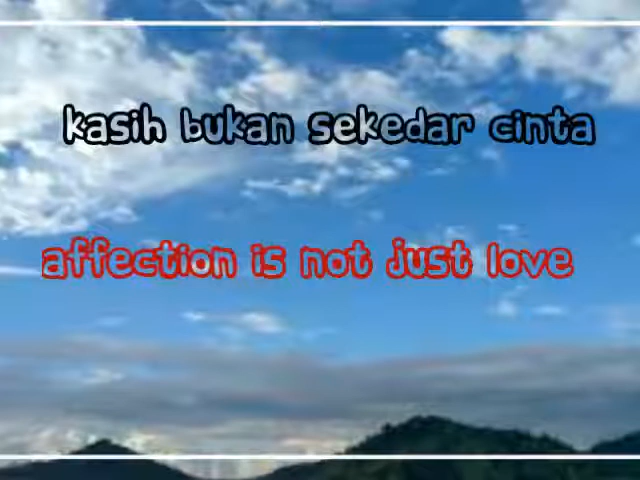 kasih bukan sekedar cinta
affection is not just love